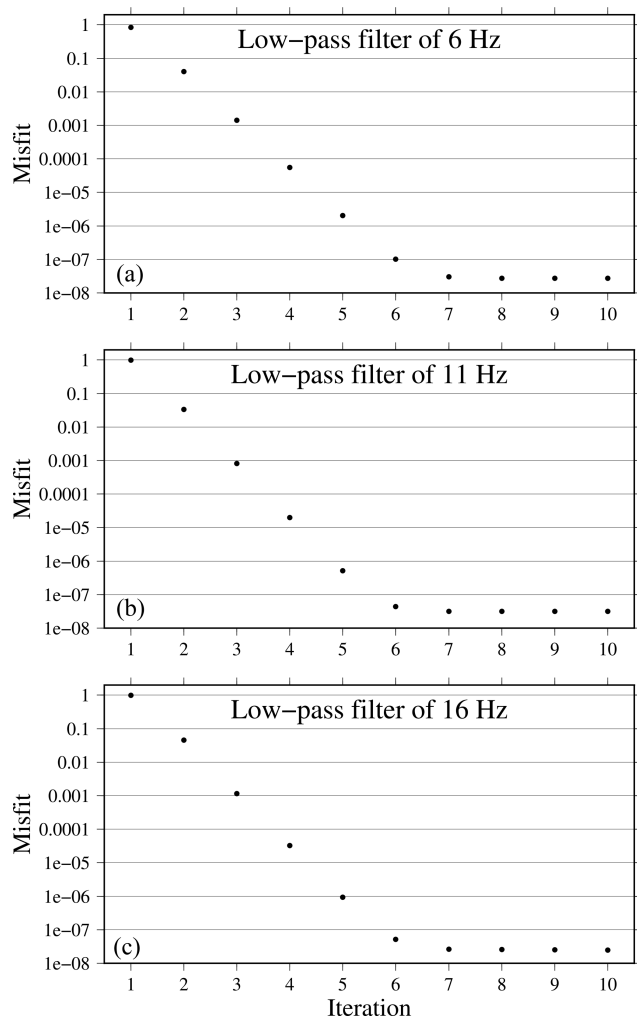 Low−pass filter of 6 Hz
Misfit
1
0.1
0.01
0.001
0.0001
1e−05
1e−06
1e−07
1e−08
(a)
1 2 3 4 5 6 7 8 9 10
Low−pass filter of 11 Hz
Misfit
1
0.1
0.01
0.001
0.0001
1e−05
1e−06
1e−07
1e−08
(b)
1 2 3 4 5 6 7 8 9 10
Low−pass filter of 16 Hz
Misfit
1
0.1
0.01
0.001
0.0001
1e−05
1e−06
1e−07
1e−08
(c)
1 2 3 4 5 6 7 8 9 10
Iteration